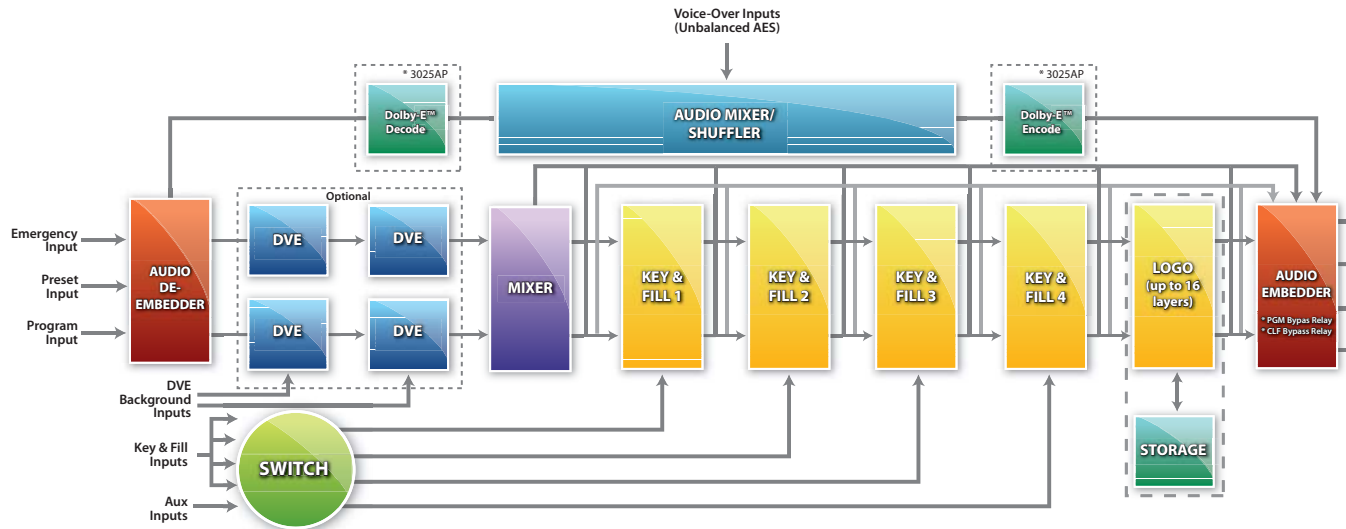 Voice-Over Inputs
(Unbalanced AES)
* 3025AP
* 3025AP
Dolby-E™
Decode
AUDIO MIXER/
SHUFFLER
Dolby-E™
Encode
Optional
Emergency
Input
Preset
Input
Program
Input
AUDIO
DE-
EMBEDDER
DVE
DVE
DVE
DVE
MIXER
KEY &
FILL 1
KEY &
FILL 2
KEY &
FILL 3
KEY &
FILL 4
LOGO
(up to 16
layers)
AUDIO
EMBEDDER
* PGM Bypas Relay
* CLF Bypass Relay
DVE
Background
Inputs
Key & Fill
Inputs
Aux
Inputs
SWITCH
STORAGE